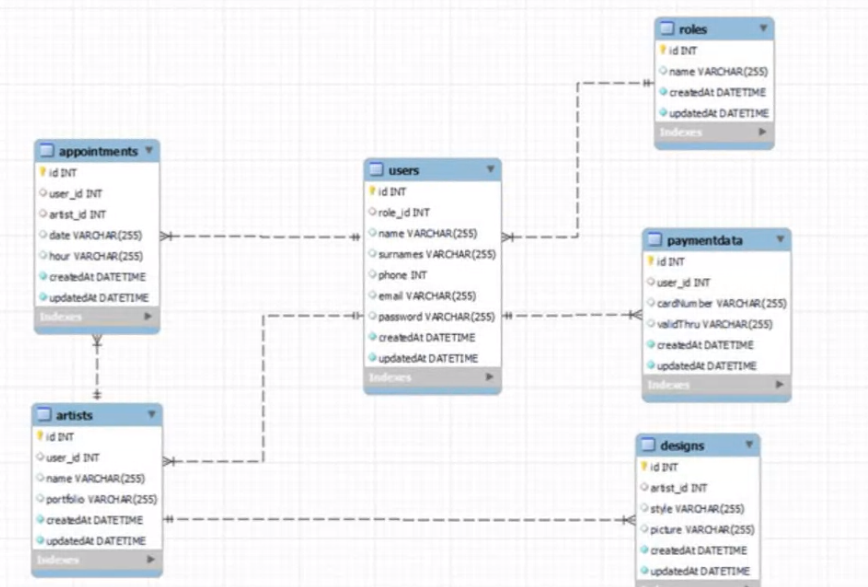 roles
id INT
name VARCHAR(255)
createdAt DATETIME
updatedAt DATETIME
Indexes
appointments
id INT
user_id INT
artist_id INT
date VARCHAR(255)
hour VARCHAR(255)
createdAt DATETIME
updatedAt DATETIME
Indexes
users
id INT
role_id INT
name VARCHAR(255)
surnames VARCHAR(255)
phone INT
email VARCHAR(255)
password VARCHAR(255)
createdAt DATETIME
updatedAt DATETIME
Indexes
paymentdata
id INT
user_id INT
cardNumber VARCHAR(255)
validThru VARCHAR(255)
createdAt DATETIME
updatedAt DATETIME
Indexes
artists
id INT
user_id INT
name VARCHAR(255)
portfolio VARCHAR(255)
createdAt DATETIME
updatedAt DATETIME
Indexes
designs
id INT
artist_id INT
style VARCHAR(255)
picture VARCHAR(255)
createdAt DATETIME
updatedAt DATETIME